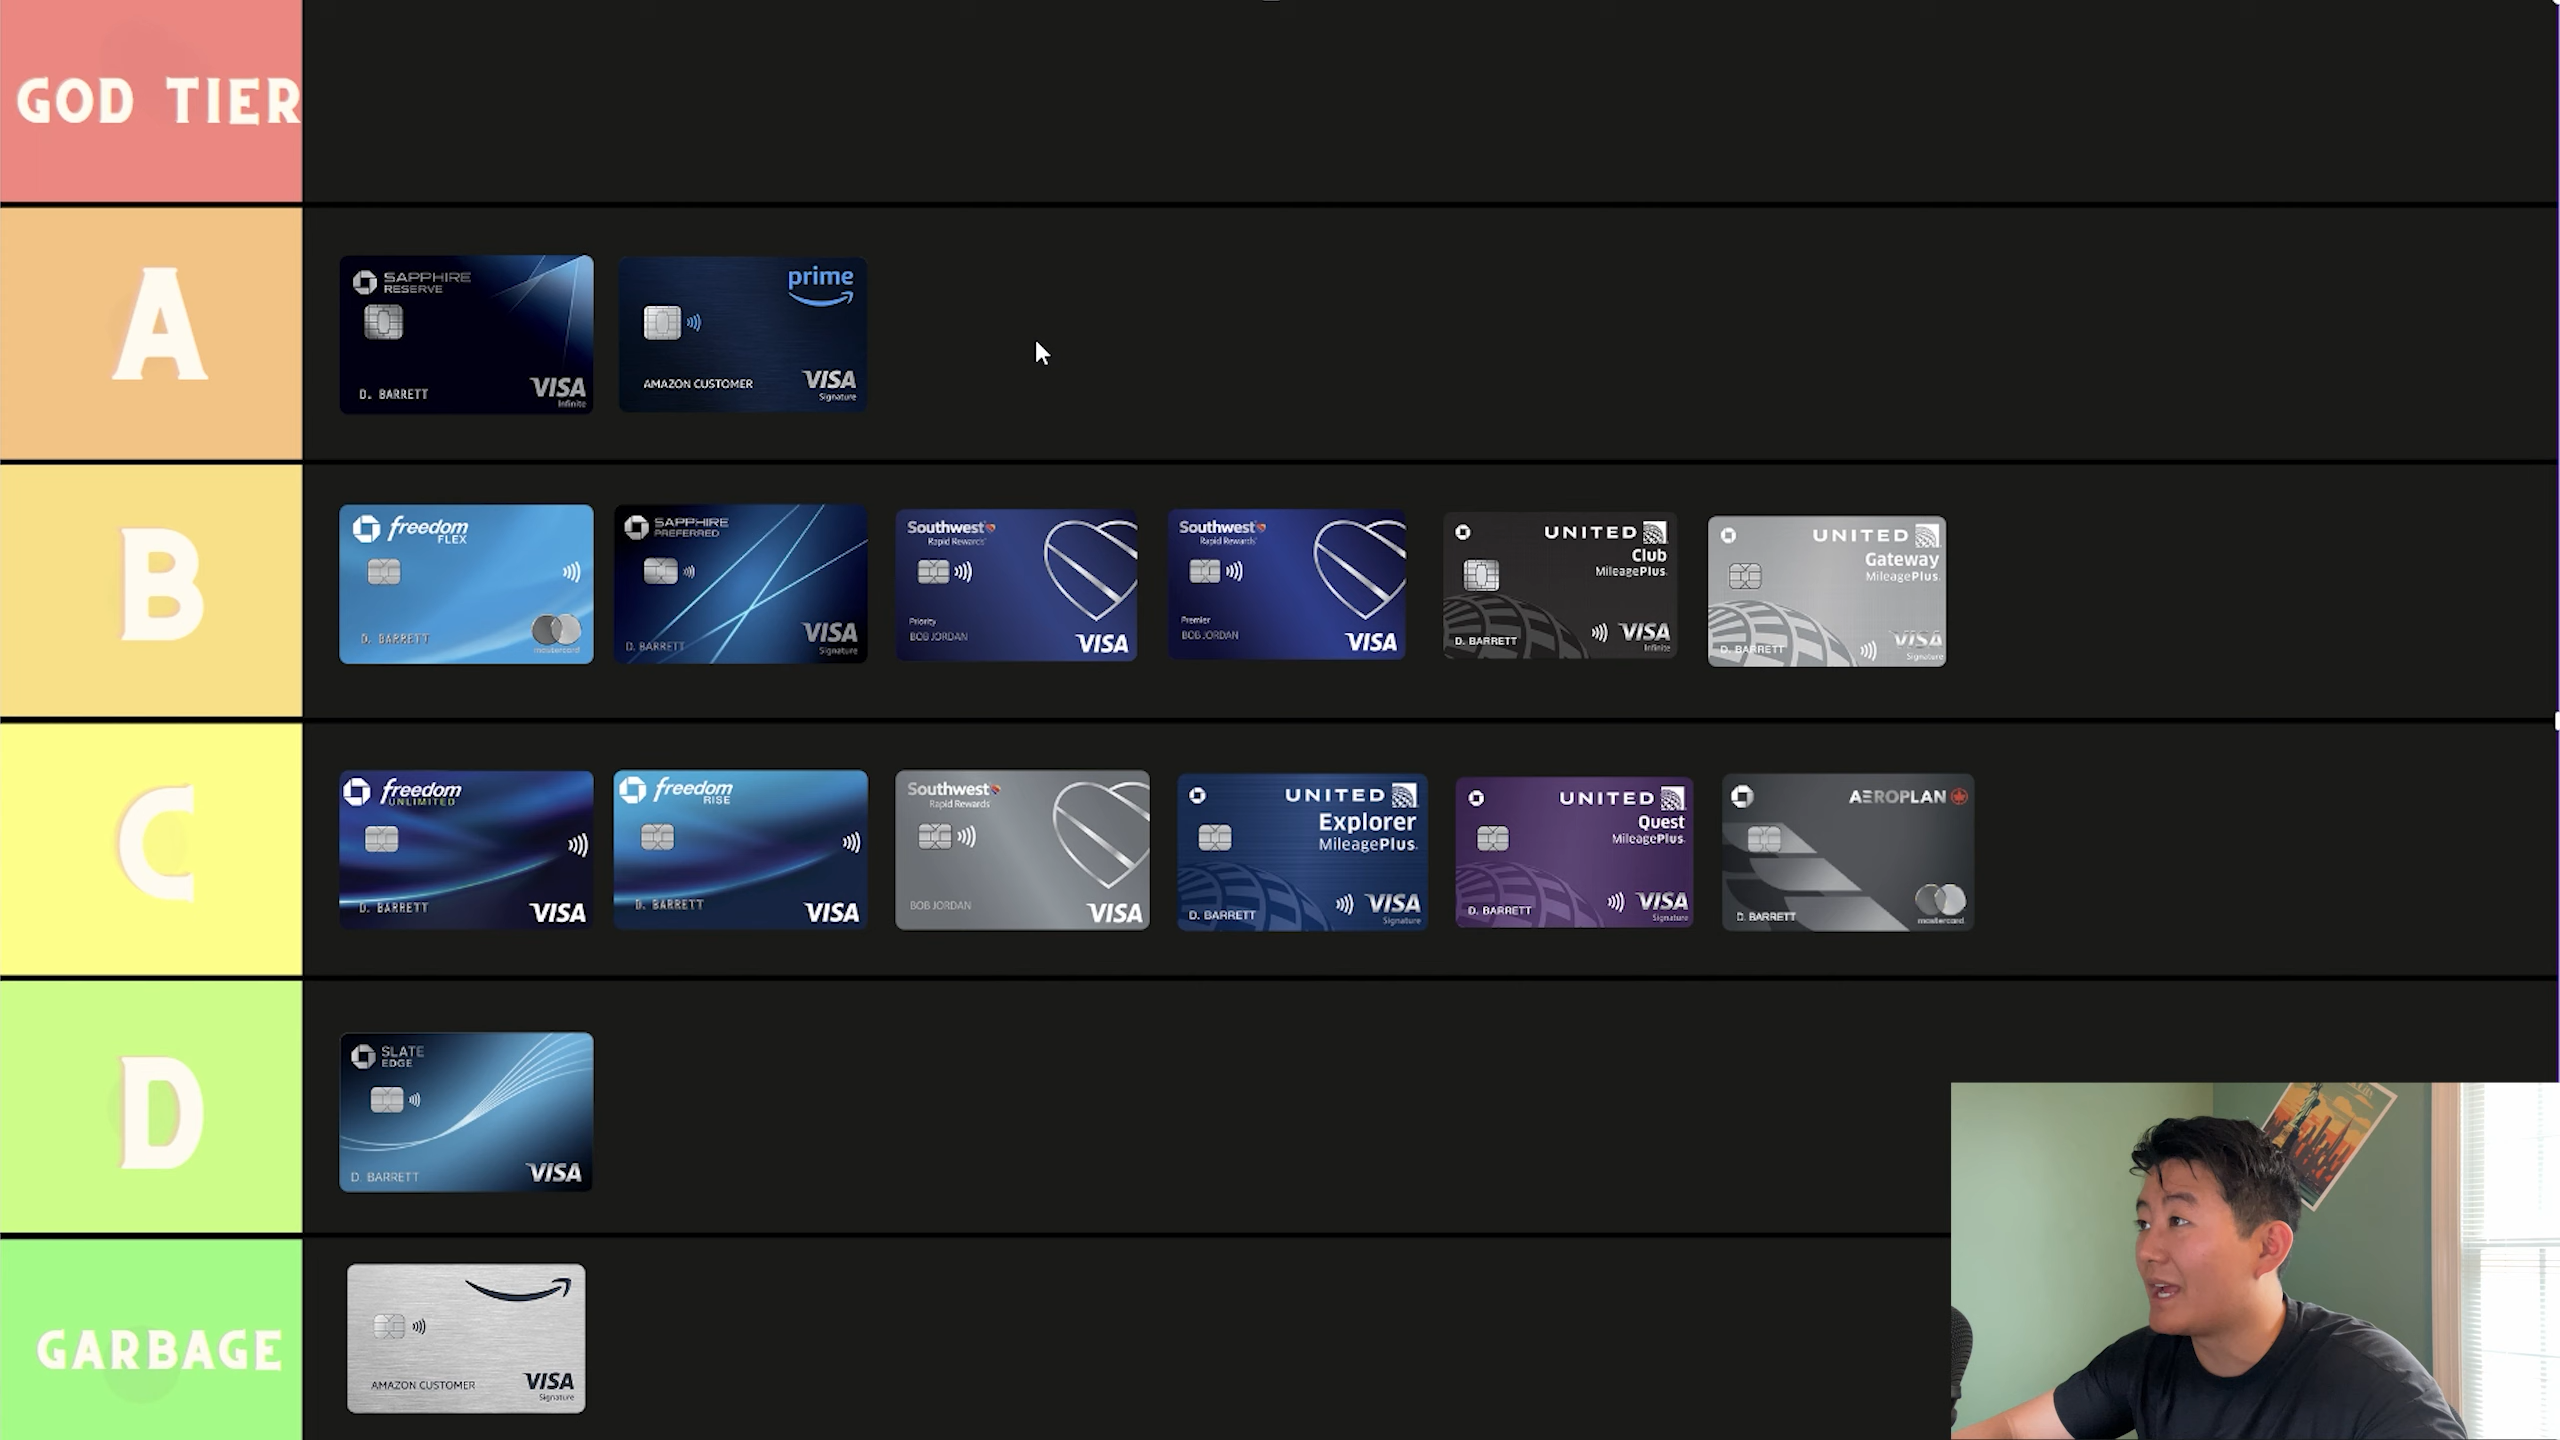 GOD TIER
A
SAPPHIRE
RESERVE
D. BARRETT
VISA
Infinite
prime
AMAZON CUSTOMER
VISA
Signature
B
freedom
FLEX
D. BARRETT
mastercard
SAPPHIRE
PREFERRED
D. BARRETT
VISA
Signature
Southwest
Rapid Rewards
Priority
BOB JORDAN
VISA
Southwest
Rapid Rewards
Premier
BOB JORDAN
VISA
UNITED
Club
MileagePlus.
D. BARRETT
VISA
Infinite
UNITED
Gateway
MileagePlus.
D. BARRETT
VISA
Signature
C
freedom
UNLIMITED
D. BARRETT
VISA
freedom
RISE
D. BARRETT
VISA
Southwest
Rapid Rewards
BOB JORDAN
VISA
UNITED
Explorer
MileagePlus.
D. BARRETT
VISA
Signature
UNITED
Quest
MileagePlus.
D. BARRETT
VISA
Signature
AEROPLAN
D. BARRETT
mastercard
D
SLATE
EDGE
D. BARRETT
VISA
GARBAGE
AMAZON CUSTOMER
VISA
Signature